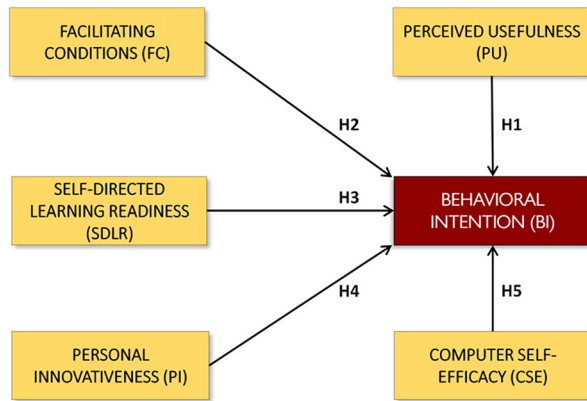 FACILITATING
CONDITIONS (FC)
PERCEIVED USEFULNESS
(PU)
H2
H1
SELF-DIRECTED
LEARNING READINESS
(SDLR)
H3
BEHAVIORAL
INTENTION (BI)
H4
H5
PERSONAL
INNOVATIVENESS (PI)
COMPUTER SELF-
EFFICACY (CSE)